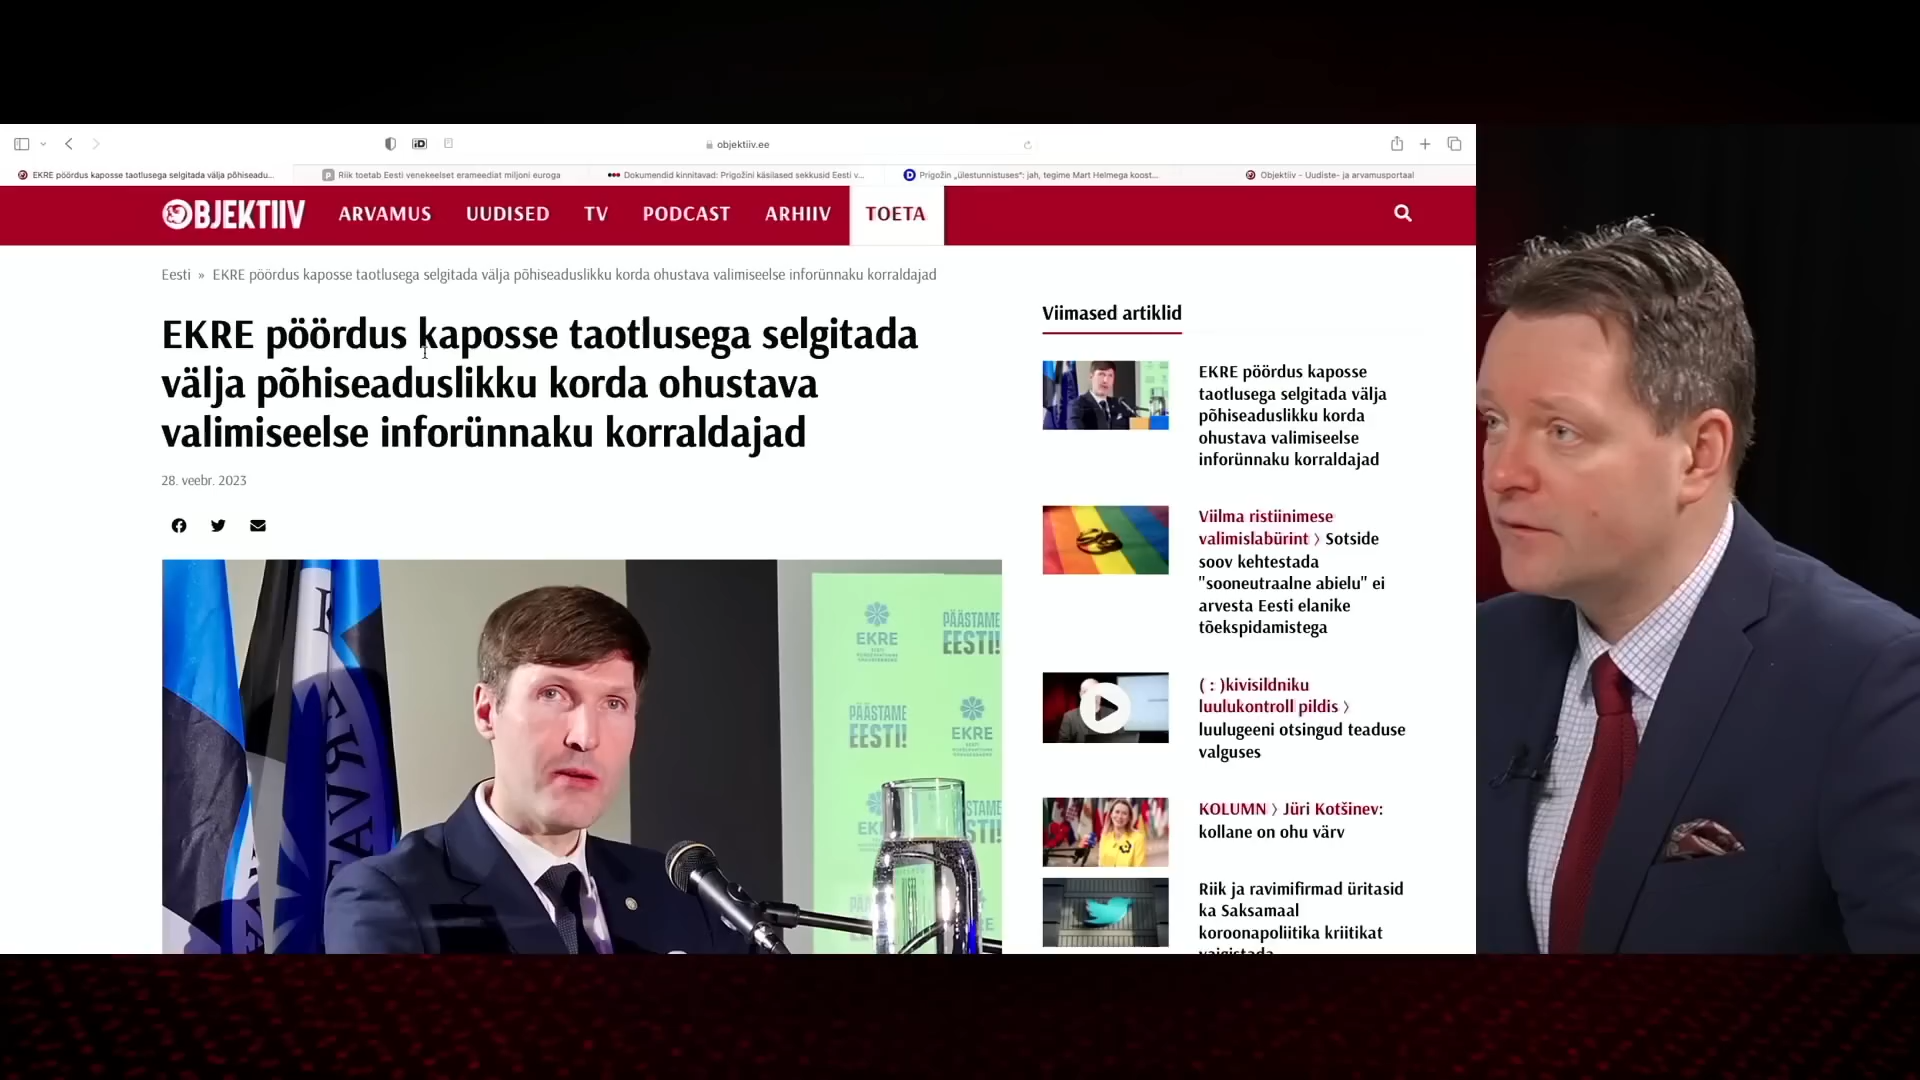 objektiiv.ee
EKRE pöördus kaposse taotlusega selgitada välja põhiseadu...
Riik toetab Eesti venekeelset erameediat miljoni euroga
Dokumendid kinnitavad: Prigožini käsilased sekkusid Eesti v...
Prigožin „ülestunnistuses“: jah, tegime Mart Helmega koost...
Objektiiv - Uudiste- ja arvamusportaal
OBJEKTIIV
ARVAMUS
UUDISED
TV
PODCAST
ARHIIV
TOETA
Eesti » EKRE pöördus kaposse taotlusega selgitada välja põhiseaduslikku korda ohustava valimiseelse inforünnaku korraldajad
EKRE pöördus kaposse taotlusega selgitada
välja põhiseaduslikku korda ohustava
valimiseelse inforünnaku korraldajad
28. veebr. 2023
EKRE
PÄÄSTAME
EESTI!
PÄÄSTAME
EESTI!
EKRE
Viimased artiklid
EKRE pöördus kaposse
taotlusega selgitada välja
põhiseaduslikku korda
ohustava valimiseelse
inforünnaku korraldajad
Viilma ristiinimese
valimislabürint 〉 Sotside
soov kehtestada
"sooneutraalne abielu" ei
arvesta Eesti elanike
tõekspidamistega
( : )kivisildniku
luulukontroll pildis 〉
luulugeeni otsingud teaduse
valguses
KOLUMN 〉 Jüri Kotšinev:
kollane on ohu värv
Riik ja ravimifirmad üritasid
ka Saksamaal
koroonapoliitika kriitikat
vaigistada